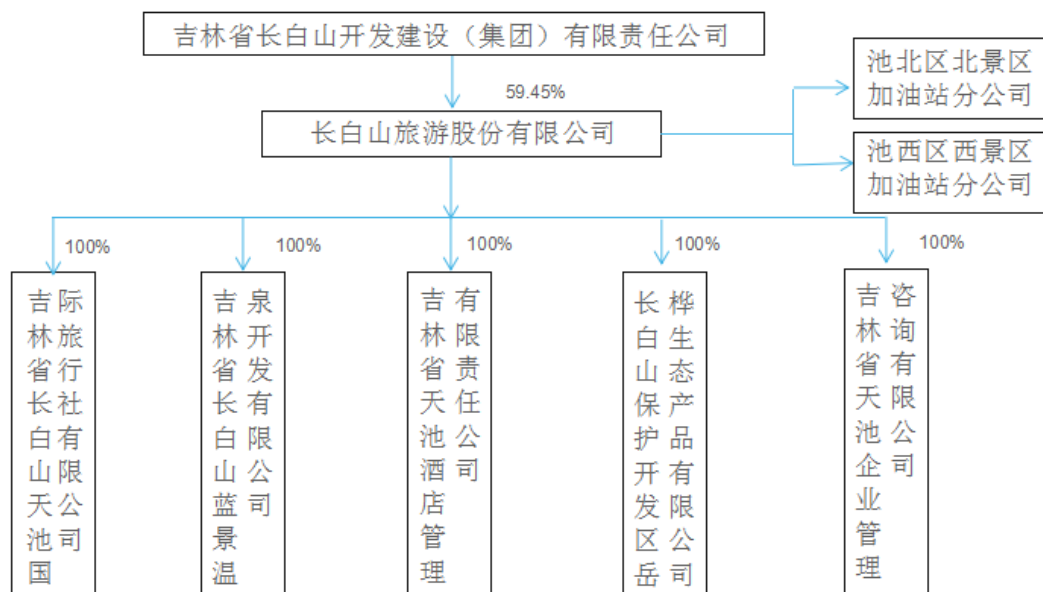 吉林省长白山开发建设（集团）有限责任公司
59.45%
长白山旅游股份有限公司
池北区北景区
加油站分公司
池西区西景区
加油站分公司
100%
100%
100%
100%
100%
吉林省长白山天池国
际旅行社有限公司
吉林省长白山蓝景温
泉开发有限公司
吉林省天池酒店管理
有限责任公司
长白山保护开发区岳
桦生态产品有限公司
吉林省天池企业管理
咨询有限公司